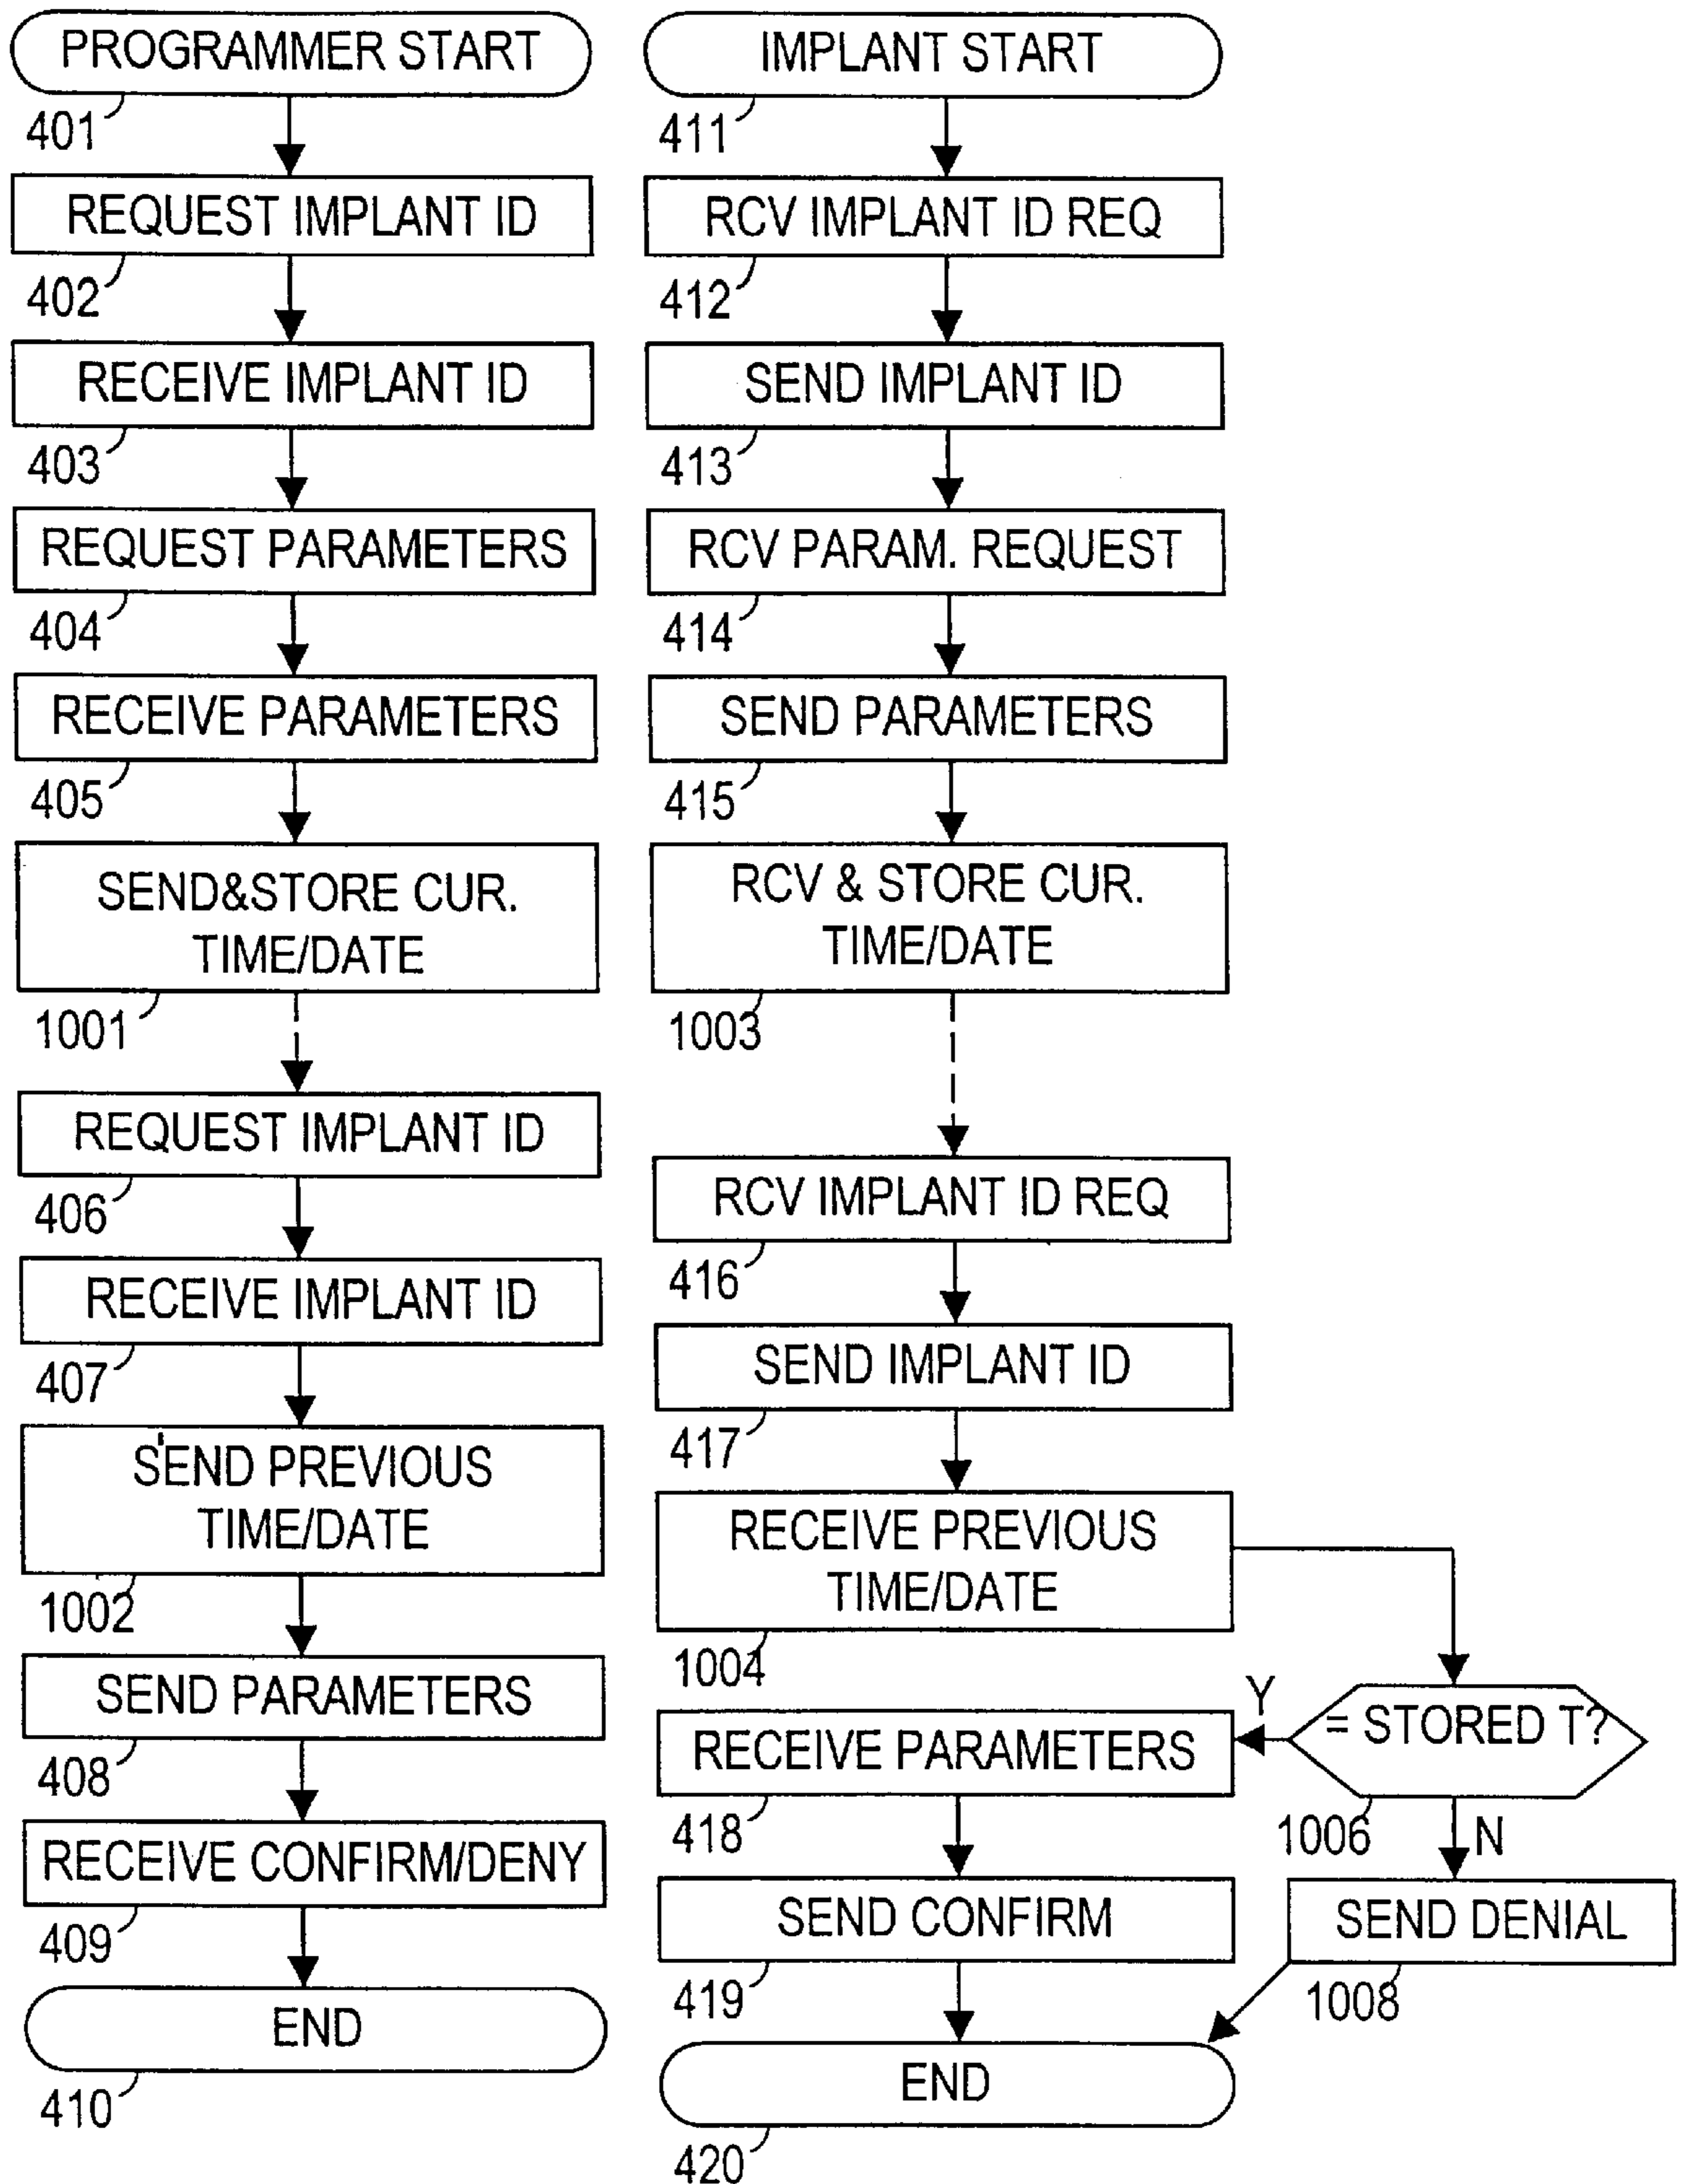 PROGRAMMER START
401
REQUEST IMPLANT ID
402
RECEIVE IMPLANT ID
403
REQUEST PARAMETERS
404
RECEIVE PARAMETERS
405
SEND&STORE CUR.
TIME/DATE
1001
REQUEST IMPLANT ID
406
RECEIVE IMPLANT ID
407
SEND PREVIOUS
TIME/DATE
1002
SEND PARAMETERS
408
RECEIVE CONFIRM/DENY
409
END
410
IMPLANT START
411
RCV IMPLANT ID REQ
412
SEND IMPLANT ID
413
RCV PARAM. REQUEST
414
SEND PARAMETERS
415
RCV & STORE CUR.
TIME/DATE
1003
RCV IMPLANT ID REQ
416
SEND IMPLANT ID
417
RECEIVE PREVIOUS
TIME/DATE
1004
= STORED T?
1006
Y
N
RECEIVE PARAMETERS
418
SEND CONFIRM
419
SEND DENIAL
1008
END
420